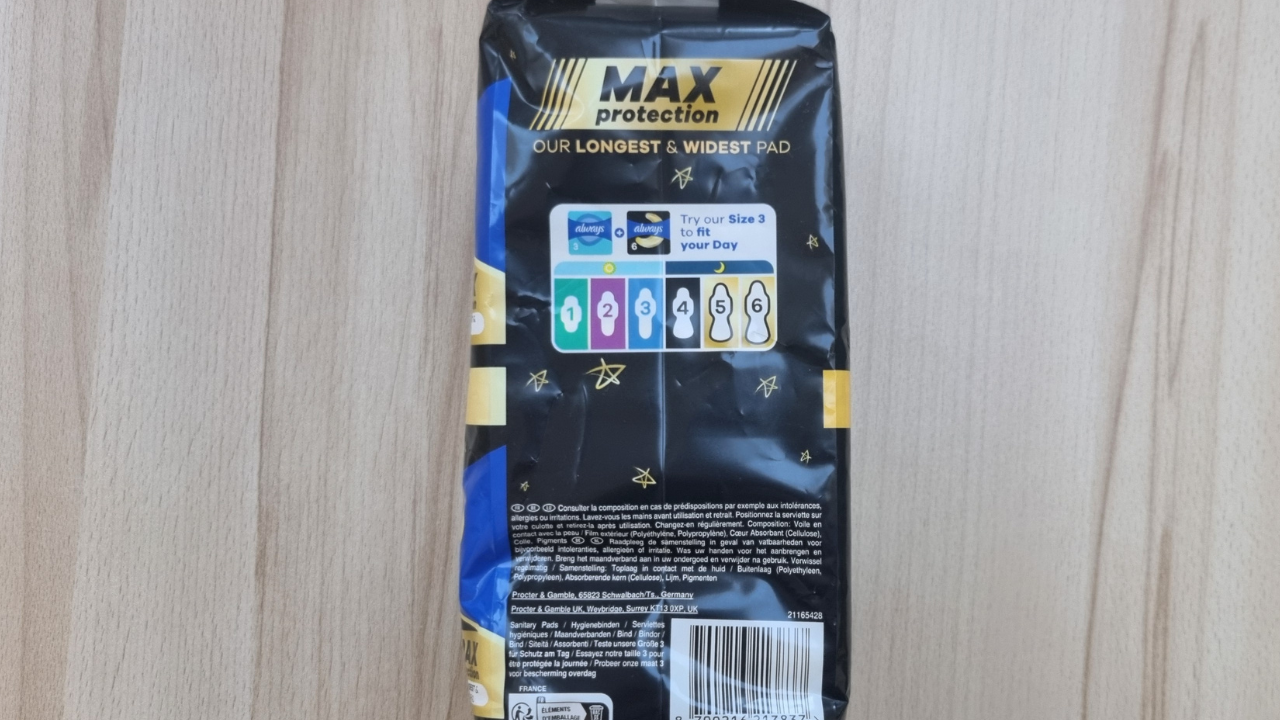 MAX
protection
OUR LONGEST & WIDEST PAD
always
3
always
6
Try our Size 3
to fit
your Day
1 2 3 4 5 6
Consulter la composition en cas de prédispositions par exemple aux intolérances,
allergies ou irritations. Lavez-vous les mains avant utilisation et retrait. Positionnez la serviette sur
votre culotte et retirez-la après utilisation. Changez-en régulièrement. Composition: Voile en
contact avec la peau / Film extérieur (Polyéthylène, Polypropylène), Cœur Absorbant (Cellulose),
Colle, Pigments Raadpleeg de samenstelling in geval van vatbaarheden voor
bijvoorbeeld intoleranties, allergieën of irritatie. Was uw handen voor het aanbrengen en
verwijderen. Breng het maandverband aan in uw ondergoed en verwijder na gebruik. Verwissel
regelmatig / Samenstelling: Toplaag in contact met de huid / Buitenlaag (Polyethyleen,
Polypropyleen), Absorberende kern (Cellulose), Lijm, Pigmenten
Procter & Gamble, 65823 Schwalbach/Ts., Germany
Procter & Gamble UK, Weybridge, Surrey KT13 0XP, UK
21165428
Sanitary Pads / Hygienebinden / Serviettes
hygiéniques / Maandverbanden / Bind / Bindor /
Bind / Siteitä / Assorbenti / Teste unsere Größe 3
für Schutz am Tag / Essayez notre taille 3 pour
être protégée la journée / Probeer onze maat 3
voor bescherming overdag
FRANCE
FR
ÉLÉMENTS
D'EMBALLAGE
8 700216 217837 >